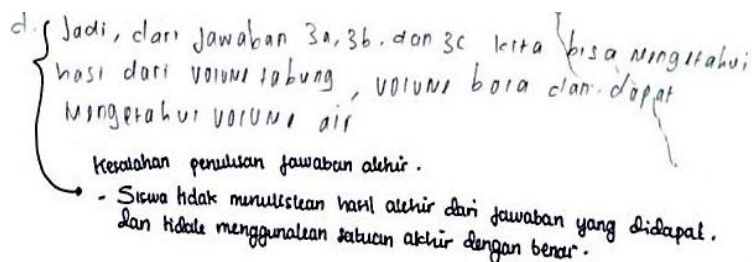 d. Jadi, dari jawaban 3a, 3b. dan 3c kita bisa mengetahui
hasi dari volume tabung, volume bola dan dapat
mengetahui volume air
Kesalahan penulisan jawaban akhir.
- Siswa tidak menuliskan hasil akhir dari jawaban yang didapat.
dan tidak menggunakan satuan akhir dengan benar.